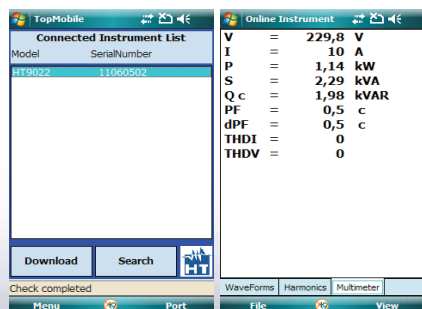 TopMobile
Connected Instrument List
Model SerialNumber
HT9022 11060502
Download Search HT
Check completed
Menu Port
Online Instrument
V = 229,8 V
I = 10 A
P = 1,14 kW
S = 2,29 kVA
Q c = 1,98 kVAR
PF = 0,5 c
dPF = 0,5 c
THDI = 0
THDV = 0
WaveForms Harmonics Multimeter
File View